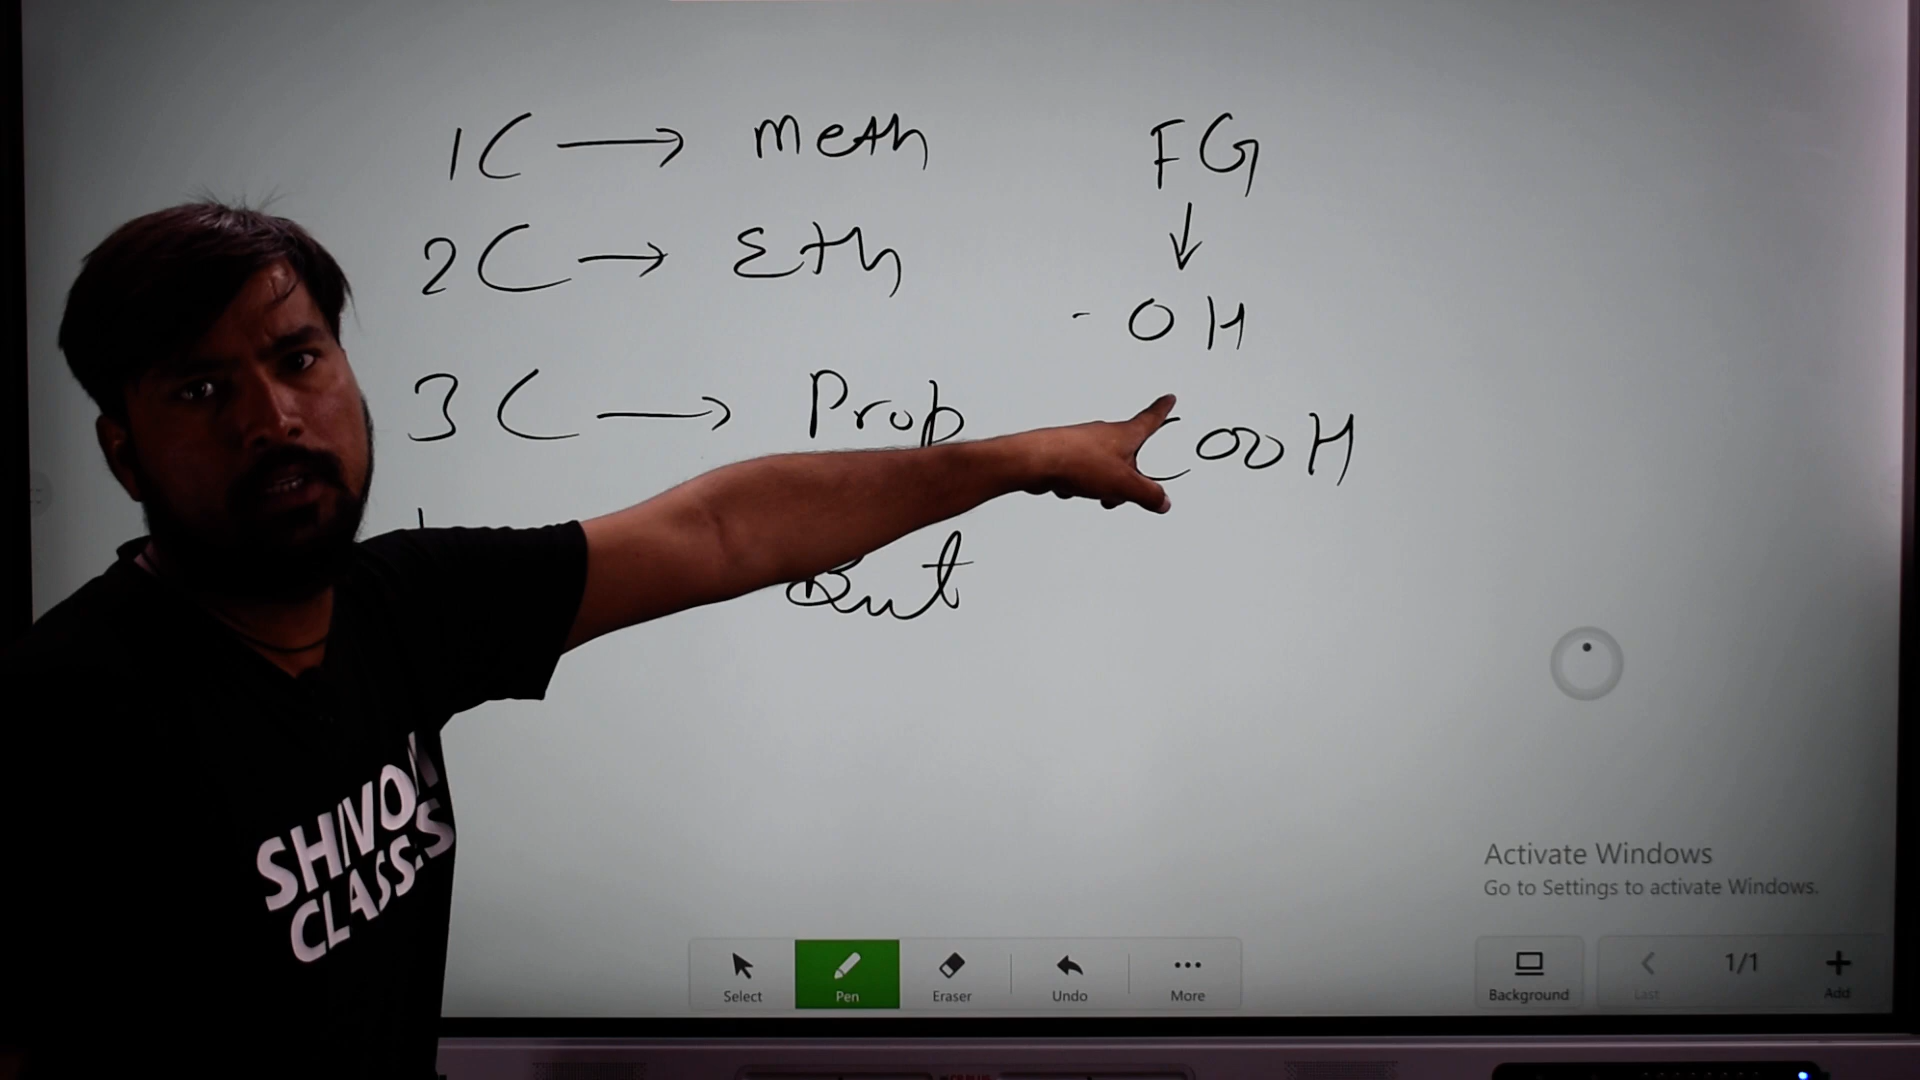 1C → Meth
2C → Eth
3C → Prop
But
FG
↓
- OH
COOH
SHIVOM
CLASSES
Activate Windows
Go to Settings to activate Windows.
Select
Pen
Eraser
Undo
More
Background
Last
1/1
Add